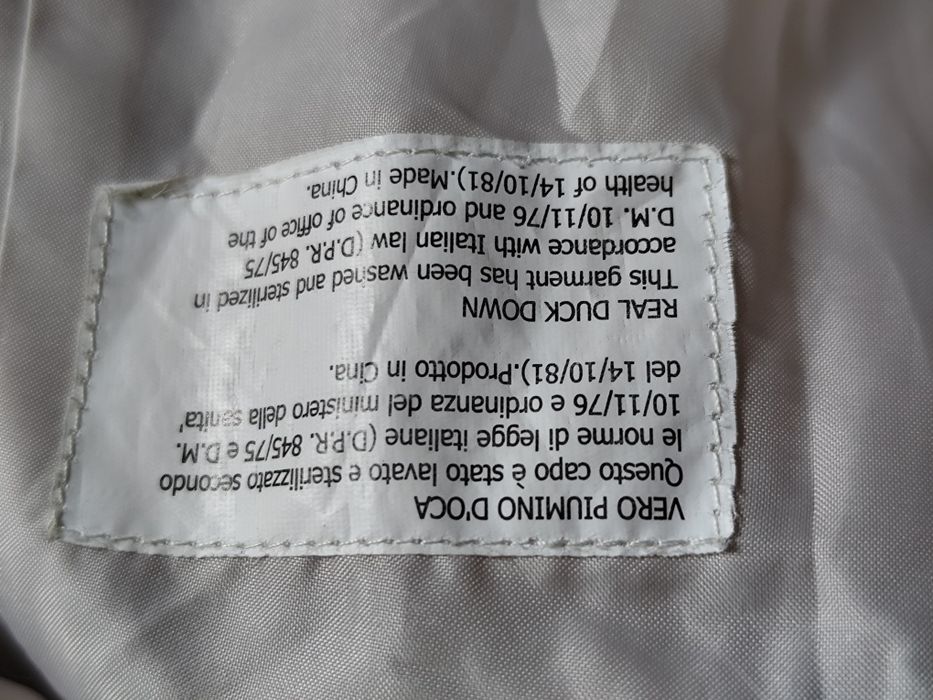 VERO PIUMINO D'OCA
Questo capo è stato lavato e sterilizzato secondo
le norme di legge italiane (D.P.R. 845/75 e D.M.
10/11/76 e ordinanza del ministero della sanita'
del 14/10/81).Prodotto in Cina.
REAL DUCK DOWN
This garment has been washed and sterilized in
accordance with Italian law (D.P.R. 845/75
D.M. 10/11/76 and ordinance of office of the
health of 14/10/81).Made in China.